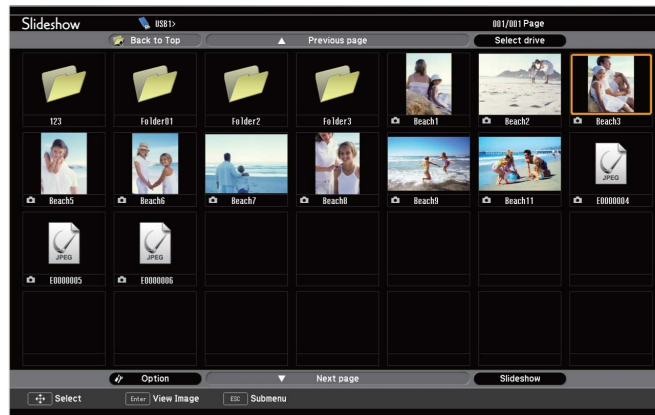 Slideshow USB1> 001/001 Page
Back to Top Previous page Select drive
123 Folder01 Folder2 Folder3 Beach1 Beach2 Beach3
Beach5 Beach6 Beach7 Beach8 Beach9 Beach11 E0000004
JPEG
E0000005 E0000006
JPEG JPEG
Option Next page Slideshow
Select Enter View Image ESC Submenu